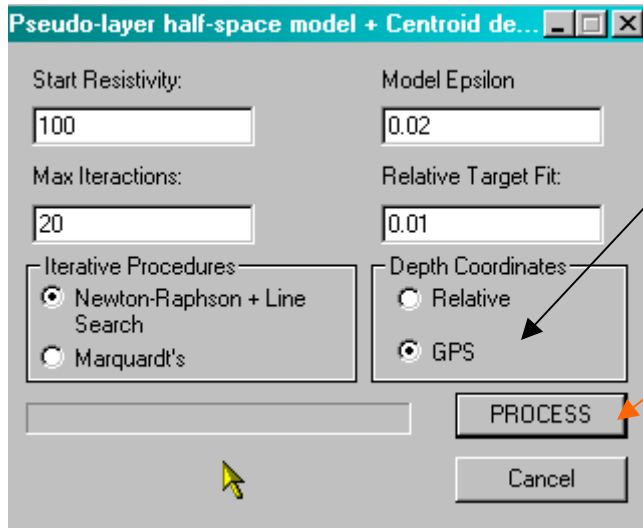 Pseudo-layer half-space model + Centroid de...
Start Resistivity:
Model Epsilon
100
0.02
Max Iteractions:
Relative Target Fit:
20
0.01
Iterative Procedures
Newton-Raphson + Line
Search
Marquardt's
Depth Coordinates
Relative
GPS
PROCESS
Cancel